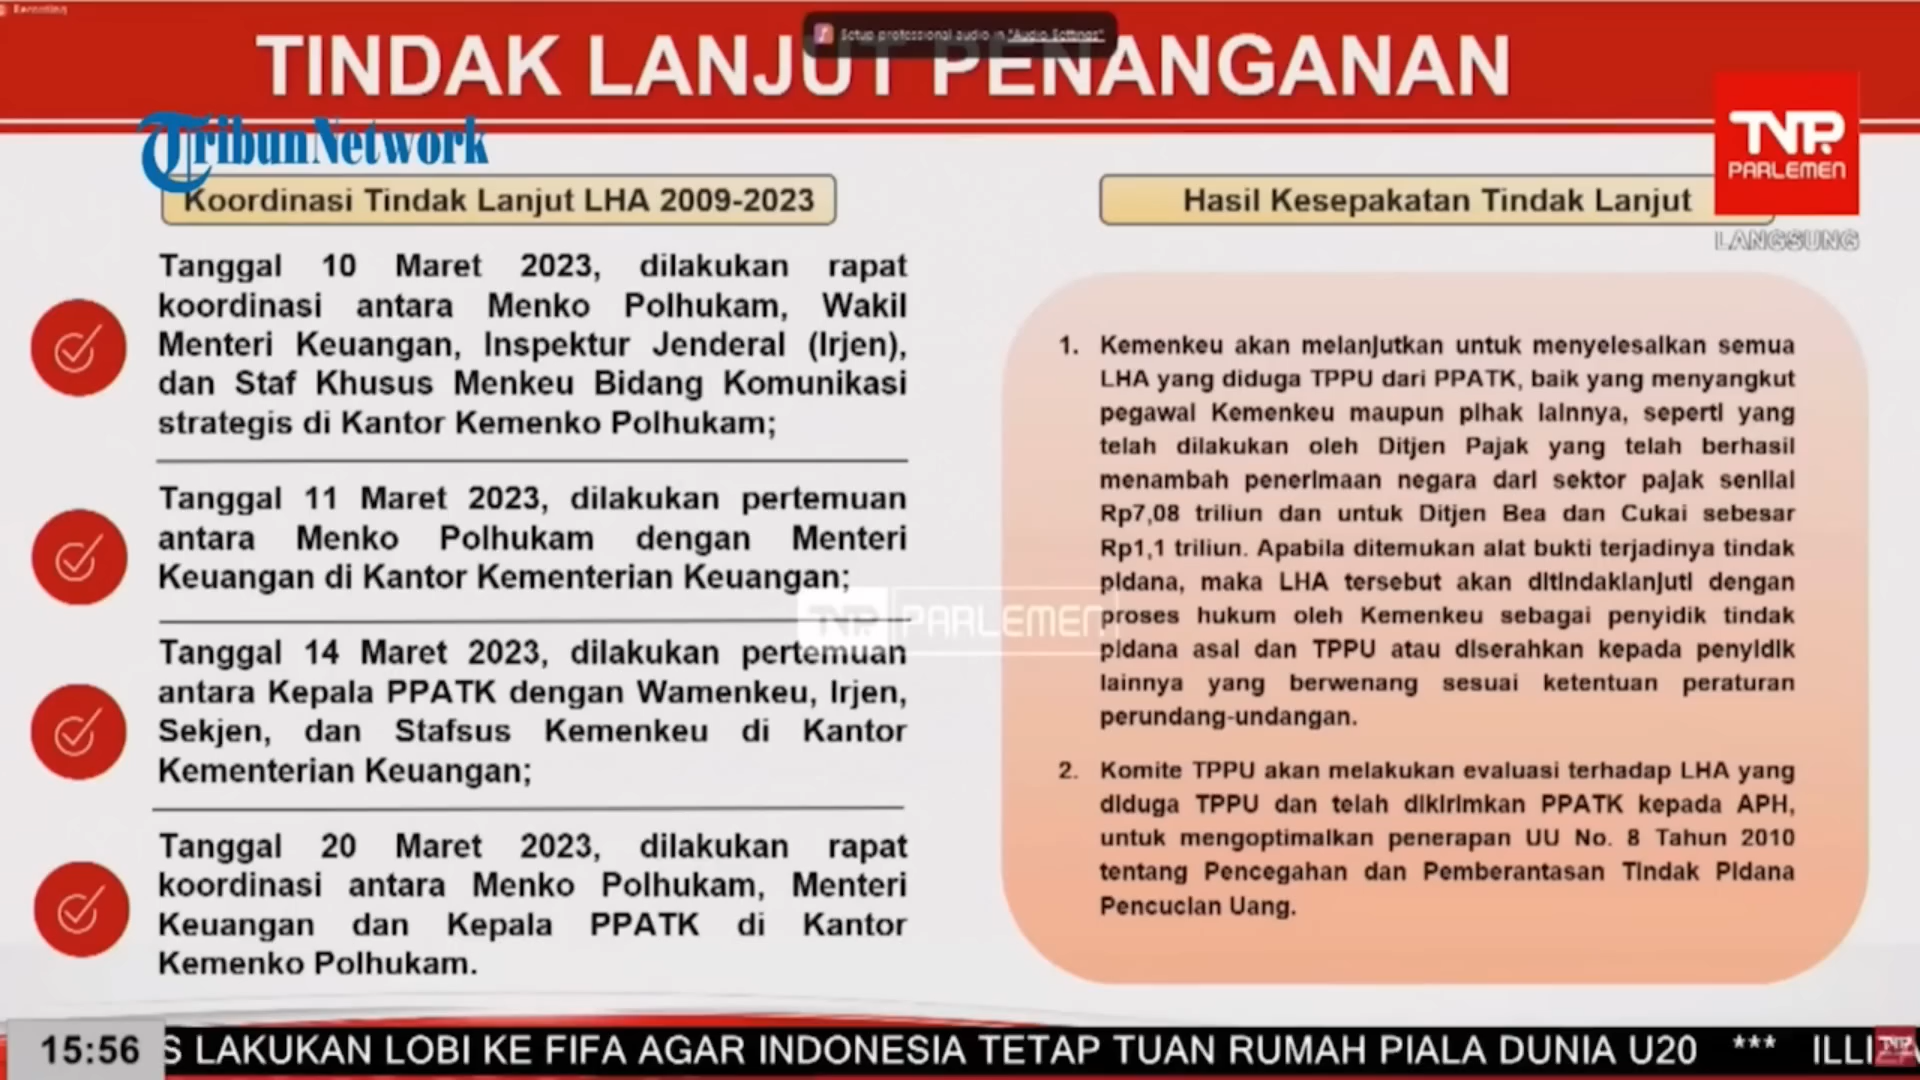 Recording
Setup professional audio in "Audio Settings"
TINDAK LANJUT PENANGANAN
TribunNetwork
TVP.
PARLEMEN
LANGSUNG
Koordinasi Tindak Lanjut LHA 2009-2023
Tanggal 10 Maret 2023, dilakukan rapat
koordinasi antara Menko Polhukam, Wakil
Menteri Keuangan, Inspektur Jenderal (Irjen),
dan Staf Khusus Menkeu Bidang Komunikasi
strategis di Kantor Kemenko Polhukam;
Tanggal 11 Maret 2023, dilakukan pertemuan
antara Menko Polhukam dengan Menteri
Keuangan di Kantor Kementerian Keuangan;
Tanggal 14 Maret 2023, dilakukan pertemuan
antara Kepala PPATK dengan Wamenkeu, Irjen,
Sekjen, dan Stafsus Kemenkeu di Kantor
Kementerian Keuangan;
Tanggal 20 Maret 2023, dilakukan rapat
koordinasi antara Menko Polhukam, Menteri
Keuangan dan Kepala PPATK di Kantor
Kemenko Polhukam.
Hasil Kesepakatan Tindak Lanjut
1. Kemenkeu akan melanjutkan untuk menyelesaikan semua
LHA yang diduga TPPU dari PPATK, baik yang menyangkut
pegawai Kemenkeu maupun pihak lainnya, seperti yang
telah dilakukan oleh Ditjen Pajak yang telah berhasil
menambah penerimaan negara dari sektor pajak senilai
Rp7,08 triliun dan untuk Ditjen Bea dan Cukai sebesar
Rp1,1 triliun. Apabila ditemukan alat bukti terjadinya tindak
pidana, maka LHA tersebut akan ditindaklanjuti dengan
proses hukum oleh Kemenkeu sebagai penyidik tindak
pidana asal dan TPPU atau diserahkan kepada penyidik
lainnya yang berwenang sesuai ketentuan peraturan
perundang-undangan.
2. Komite TPPU akan melakukan evaluasi terhadap LHA yang
diduga TPPU dan telah dikirimkan PPATK kepada APH,
untuk mengoptimalkan penerapan UU No. 8 Tahun 2010
tentang Pencegahan dan Pemberantasan Tindak Pidana
Pencucian Uang.
TVP. PARLEMEN
15:56
S LAKUKAN LOBI KE FIFA AGAR INDONESIA TETAP TUAN RUMAH PIALA DUNIA U20 *** ILLI
TVP.